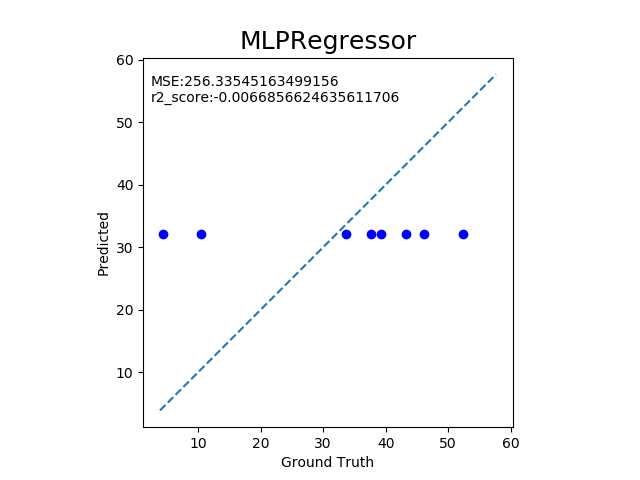 MLPRegressor
60
MSE:256.33545163499156
r2_score:-0.0066856624635611706
50
40
30
20
10
Predicted
10 20 30 40 50 60
Ground Truth